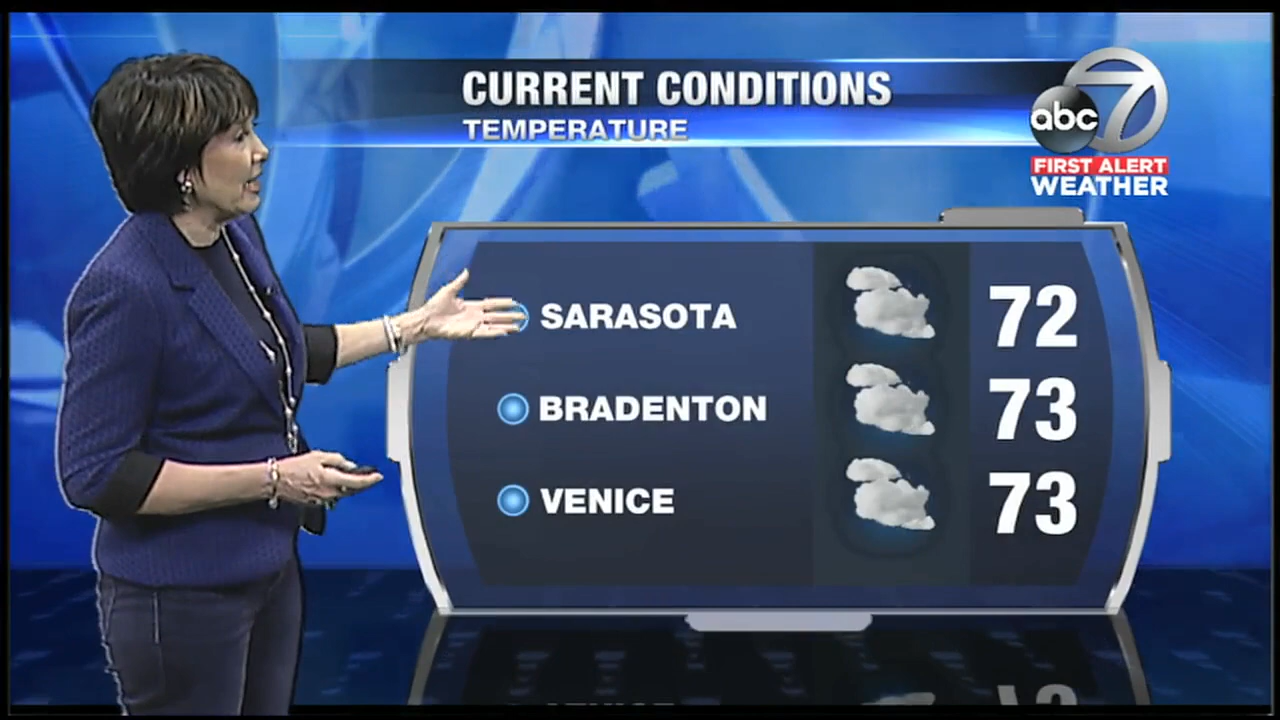 CURRENT CONDITIONS
TEMPERATURE
abc 7
FIRST ALERT
WEATHER
SARASOTA 72
BRADENTON 73
VENICE 73